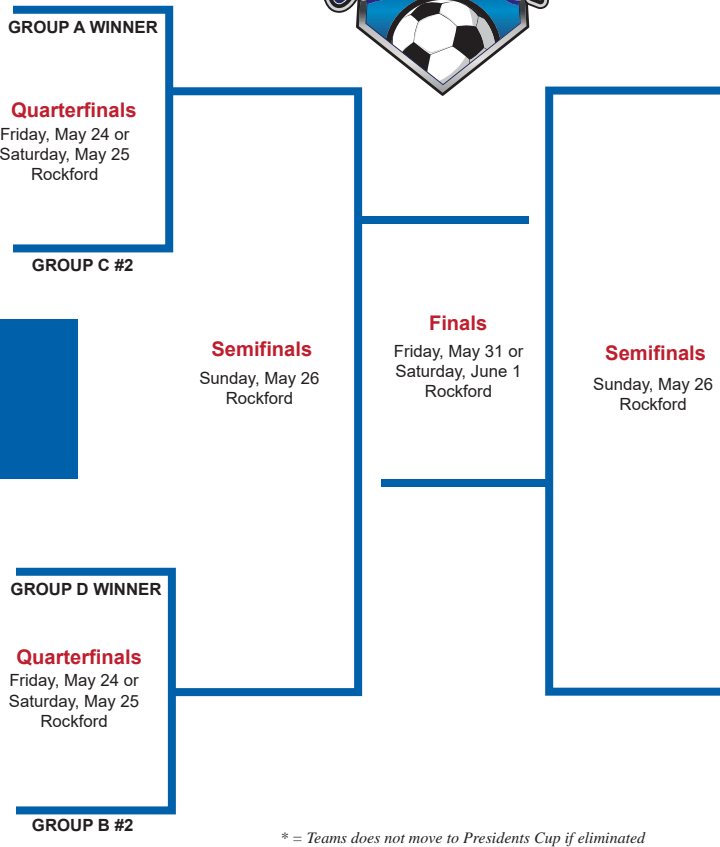 GROUP A WINNER
Quarterfinals
Friday, May 24 or
Saturday, May 25
Rockford
GROUP C #2
Semifinals
Sunday, May 26
Rockford
Finals
Friday, May 31 or
Saturday, June 1
Rockford
Semifinals
Sunday, May 26
Rockford
GROUP D WINNER
Quarterfinals
Friday, May 24 or
Saturday, May 25
Rockford
GROUP B #2
* = Teams does not move to Presidents Cup if eliminated